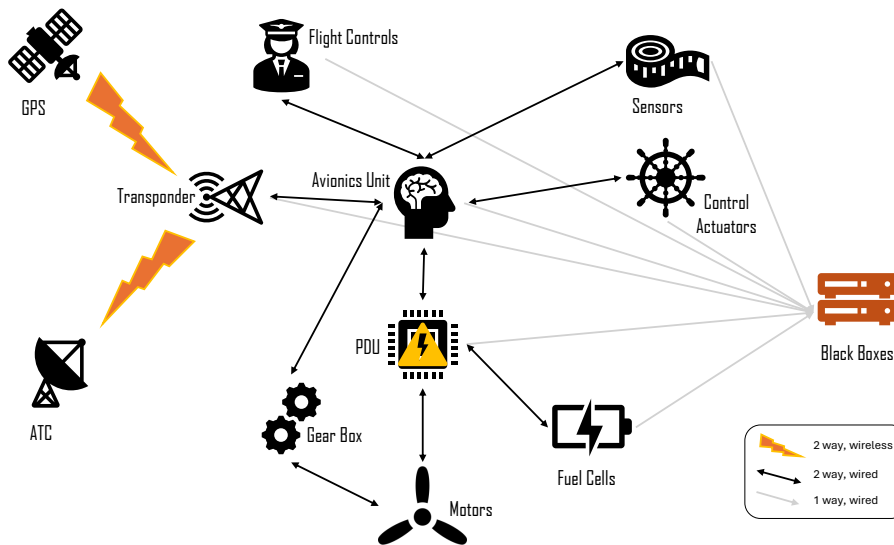 Flight Controls
GPS
Sensors
Transponder
Avionics Unit
Control
Actuators
PDU
Black Boxes
ATC
Gear Box
Fuel Cells
Motors
2 way, wireless
2 way, wired
1 way, wired